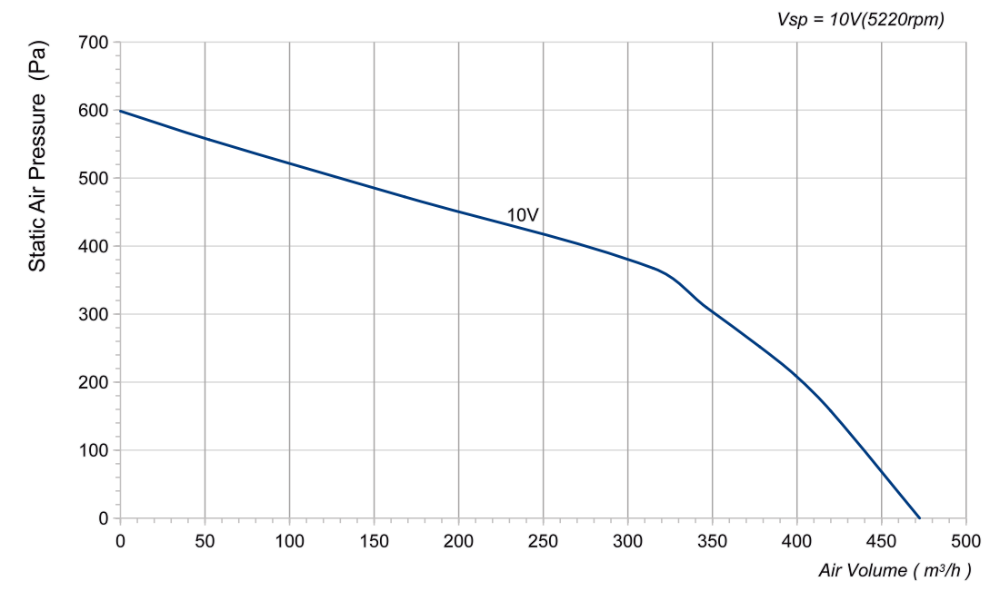 Vsp = 10V(5220rpm)
Static Air Pressure (Pa)
700
600
500
400
300
200
100
0
10V
0 50 100 150 200 250 300 350 400 450 500
Air Volume ( m³/h )